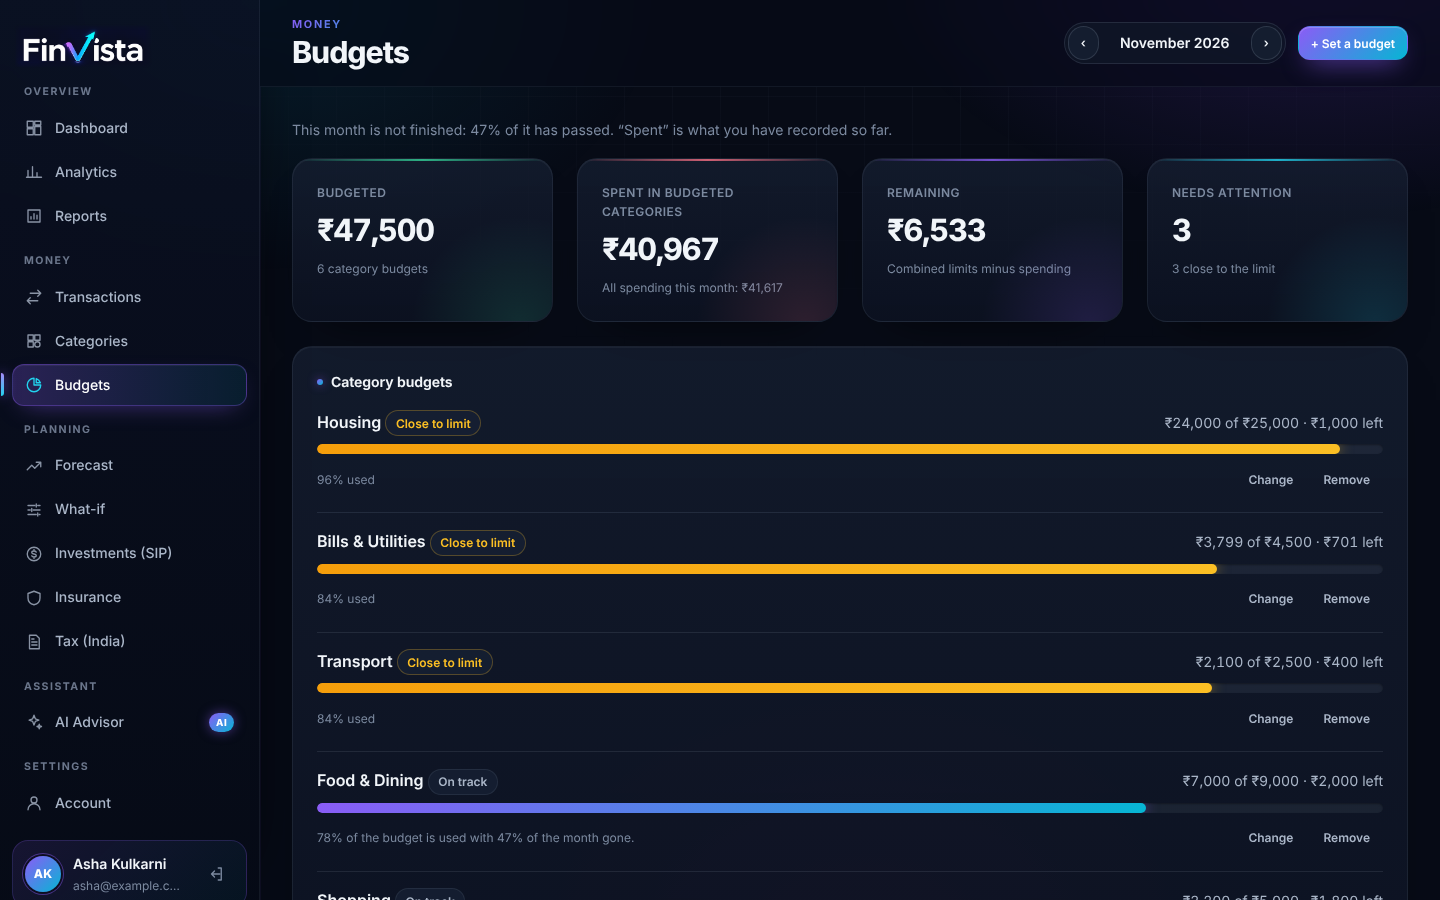 FinVista
OVERVIEW
Dashboard
Analytics
Reports
MONEY
Transactions
Categories
Budgets
PLANNING
Forecast
What-if
Investments (SIP)
Insurance
Tax (India)
ASSISTANT
AI Advisor AI
SETTINGS
Account
AK
Asha Kulkarni
asha@example.c...
MONEY
Budgets
‹ November 2026 ›
+ Set a budget
This month is not finished: 47% of it has passed. “Spent” is what you have recorded so far.
BUDGETED
₹47,500
6 category budgets
SPENT IN BUDGETED
CATEGORIES
₹40,967
All spending this month: ₹41,617
REMAINING
₹6,533
Combined limits minus spending
NEEDS ATTENTION
3
3 close to the limit
Category budgets
Housing Close to limit ₹24,000 of ₹25,000 · ₹1,000 left
96% used Change Remove
Bills & Utilities Close to limit ₹3,799 of ₹4,500 · ₹701 left
84% used Change Remove
Transport Close to limit ₹2,100 of ₹2,500 · ₹400 left
84% used Change Remove
Food & Dining On track ₹7,000 of ₹9,000 · ₹2,000 left
78% of the budget is used with 47% of the month gone. Change Remove
Shopping On track